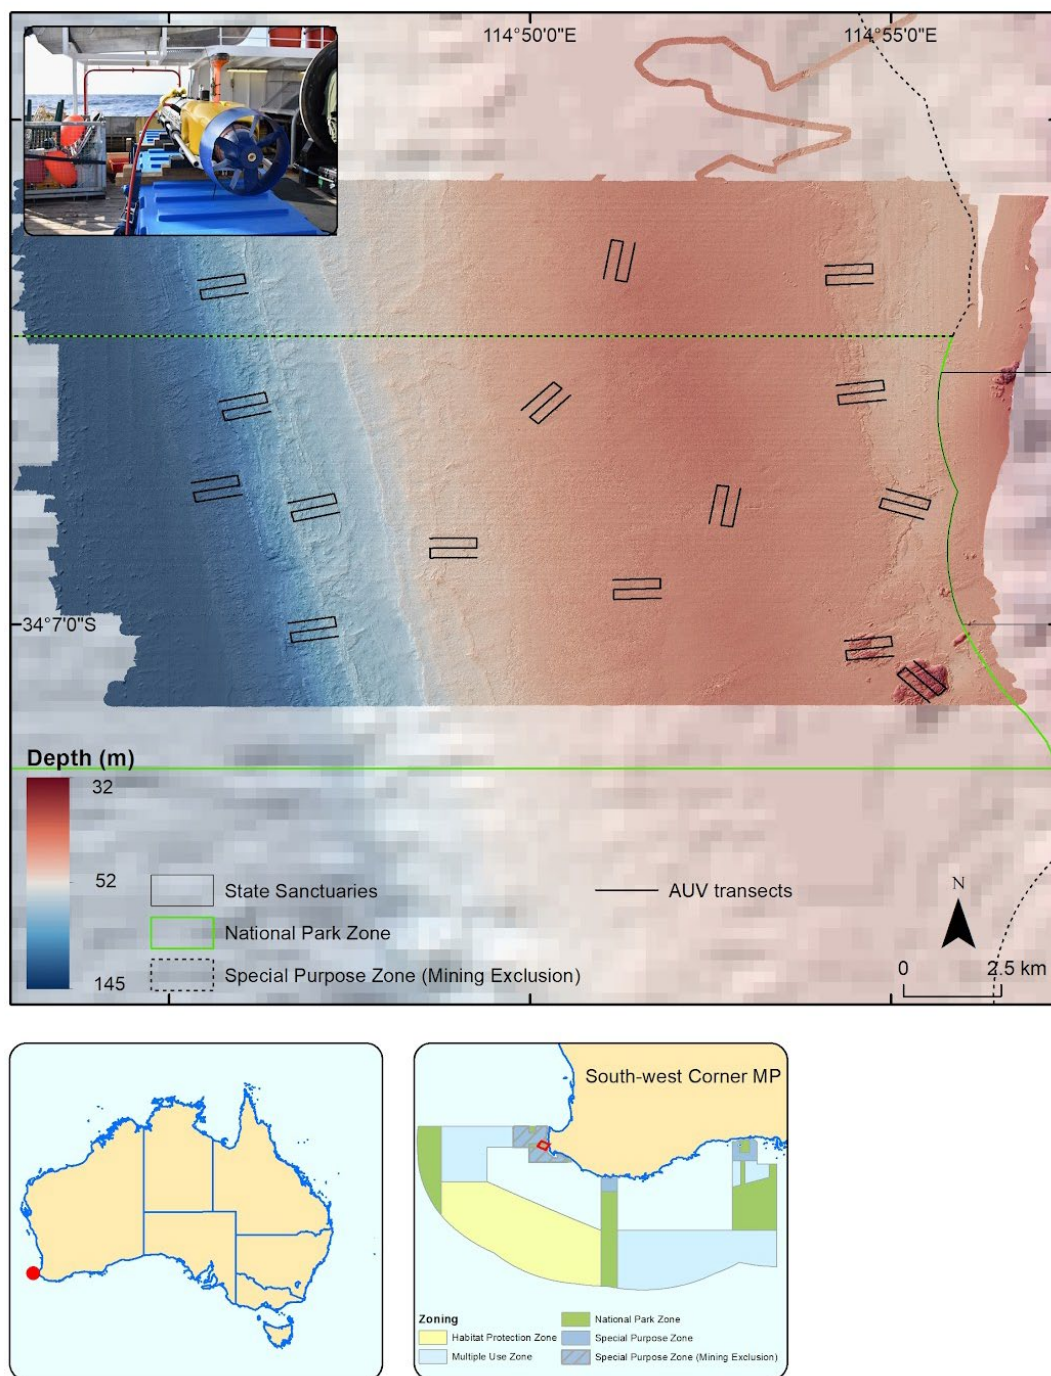 114°50'0"E
114°55'0"E
34°7'0"S
Depth (m)
32
52
145
State Sanctuaries
National Park Zone
Special Purpose Zone (Mining Exclusion)
AUV transects
N
0
2.5 km
South-west Corner MP
Zoning
Habitat Protection Zone
Multiple Use Zone
National Park Zone
Special Purpose Zone
Special Purpose Zone (Mining Exclusion)